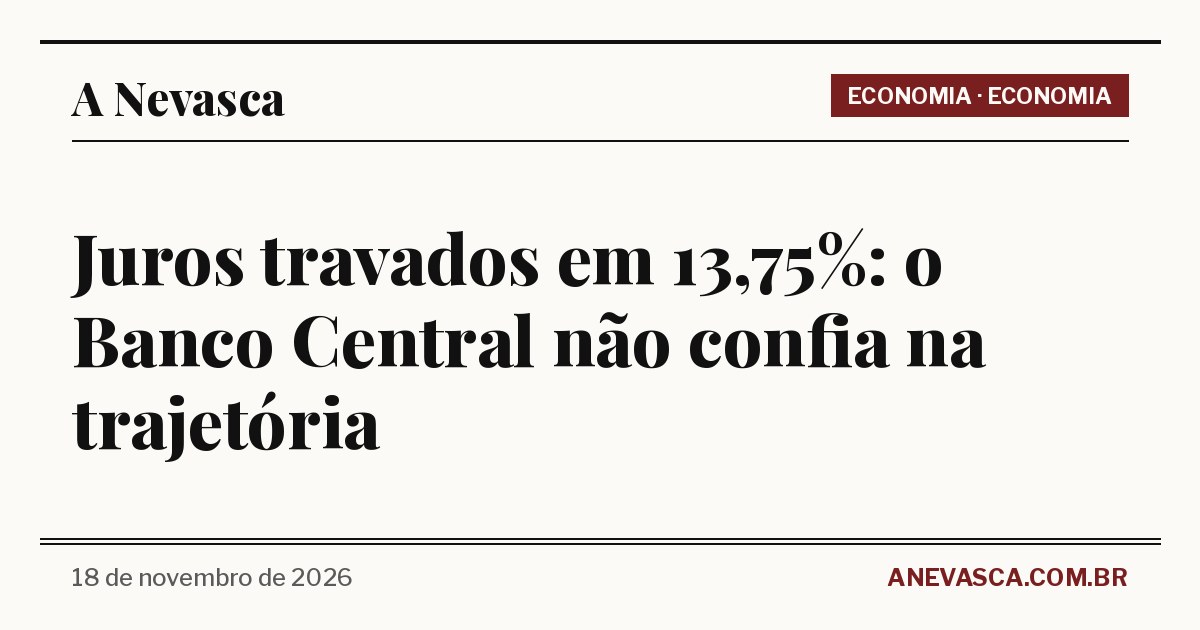 A Nevasca
ECONOMIA · ECONOMIA
Juros travados em 13,75%: o
Banco Central não confia na
trajetória
18 de novembro de 2026
ANEVASCA.COM.BR